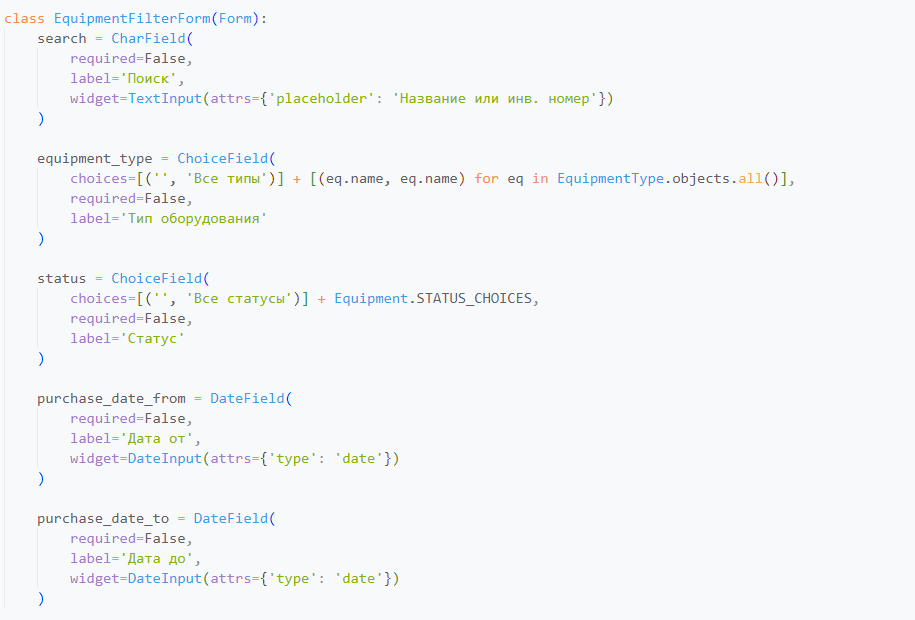 class EquipmentFilterForm(Form):
    search = CharField(
        required=False,
        label='Поиск',
        widget=TextInput(attrs={'placeholder': 'Название или инв. номер'})
    )

    equipment_type = ChoiceField(
        choices=[('', 'Все типы')] + [(eq.name, eq.name) for eq in EquipmentType.objects.all()],
        required=False,
        label='Тип оборудования'
    )

    status = ChoiceField(
        choices=[('', 'Все статусы')] + Equipment.STATUS_CHOICES,
        required=False,
        label='Статус'
    )

    purchase_date_from = DateField(
        required=False,
        label='Дата от',
        widget=DateInput(attrs={'type': 'date'})
    )

    purchase_date_to = DateField(
        required=False,
        label='Дата до',
        widget=DateInput(attrs={'type': 'date'})
    )